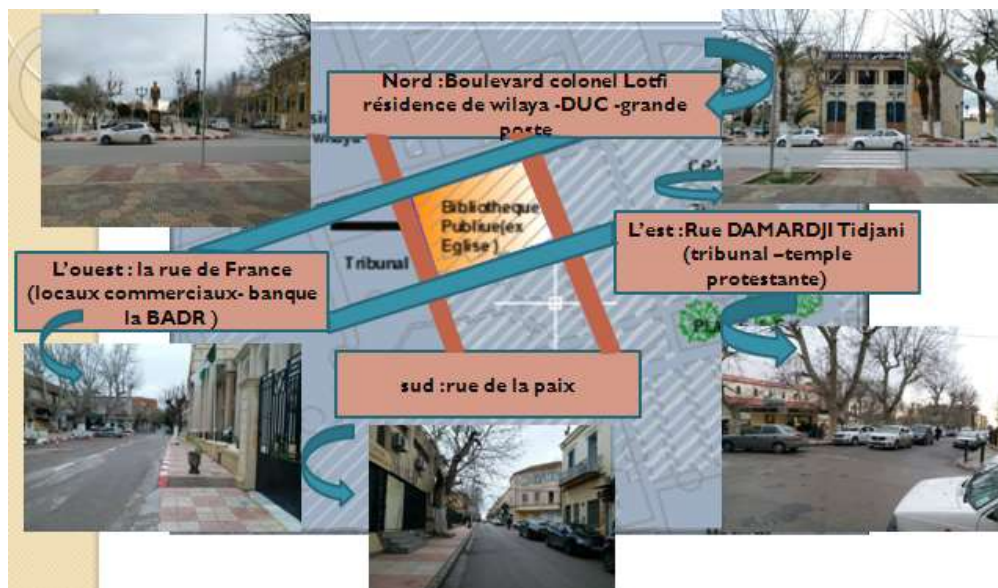 Nord :Boulevard colonel Lotfi
résidence de wilaya -DUC -grande
poste
wilaya
Bibliotheque
Publiue(ex
Eglise )
Tribunal
L'est :Rue DAMARDJI Tidjani
(tribunal –temple
protestante)
L'ouest : la rue de France
(locaux commerciaux- banque
la BADR )
sud :rue de la paix